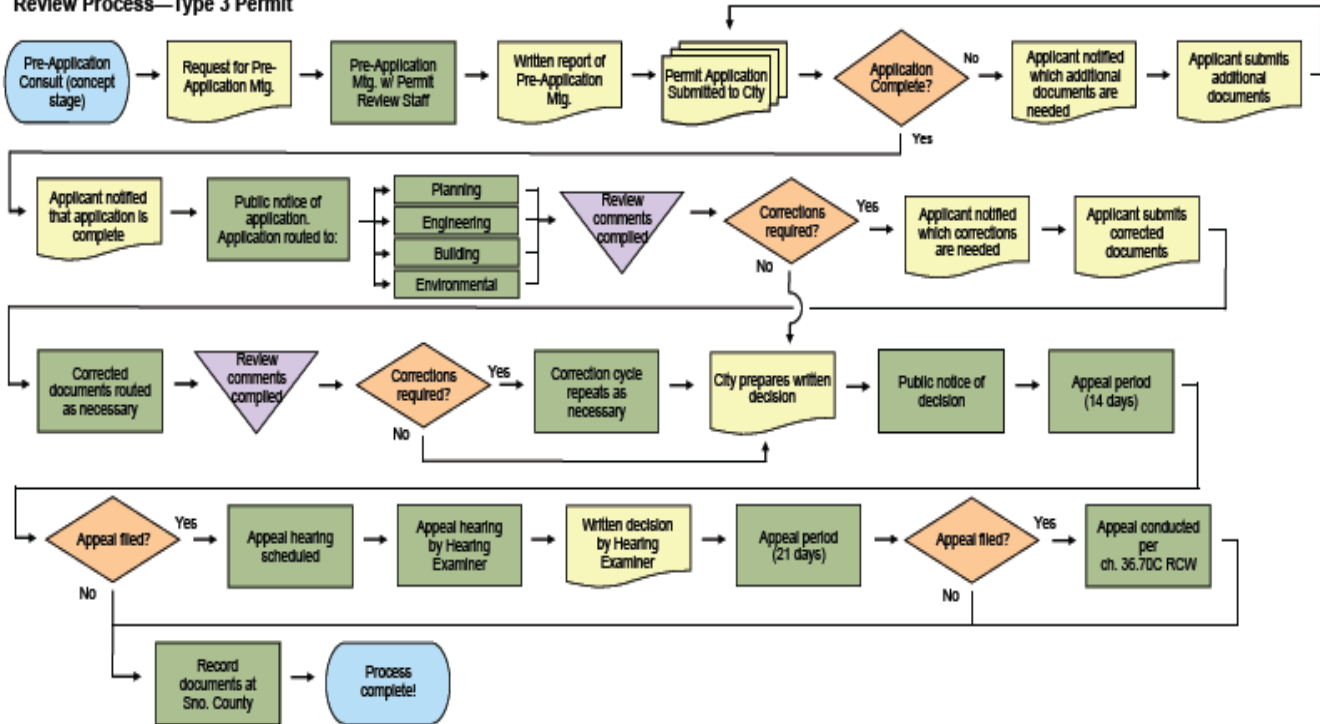 Review Process—Type 3 Permit
Pre-Application
Consult (concept
stage)
Request for Pre-
Application Mtg.
Pre-Application
Mtg. w/ Permit
Review Staff
Written report of
Pre-Application
Mtg.
Permit Application
Submitted to City
Application
Complete?
No
Applicant notified
which additional
documents are
needed
Applicant submits
additional
documents
Yes
Applicant notified
that application is
complete
Public notice of
application.
Application routed to:
Planning
Engineering
Building
Environmental
Review
comments
compiled
Corrections
required?
Yes
No
Applicant notified
which corrections
are needed
Applicant submits
corrected
documents
Corrected
documents routed
as necessary
Review
comments
compiled
Corrections
required?
Yes
No
Correction cycle
repeats as
necessary
City prepares written
decision
Public notice of
decision
Appeal period
(14 days)
Appeal filed?
Yes
No
Appeal hearing
scheduled
Appeal hearing
by Hearing
Examiner
Written decision
by Hearing
Examiner
Appeal period
(21 days)
Appeal filed?
Yes
No
Appeal conducted
per
ch. 36.70C RCW
Record
documents at
Sno. County
Process
complete!